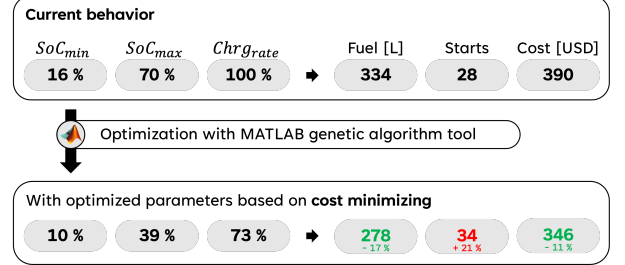 Current behavior
SoC_min SoC_max Chrg_rate Fuel [L] Starts Cost [USD]
16 % 70 % 100 % 334 28 390
Optimization with MATLAB genetic algorithm tool
With optimized parameters based on cost minimizing
10 % 39 % 73 % 278 34 346
- 17 % + 21 % - 11 %